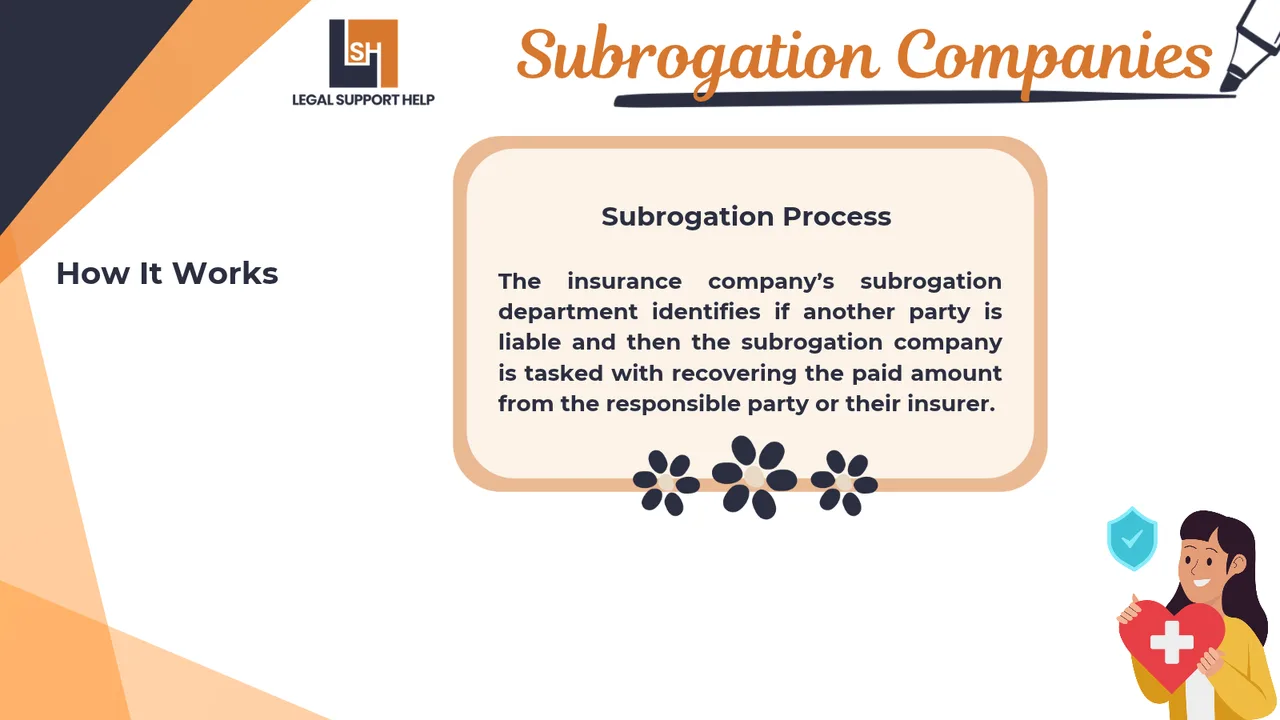 SH
LEGAL SUPPORT HELP
Subrogation Companies
How It Works
Subrogation Process
The insurance company’s subrogation
department identifies if another party is
liable and then the subrogation company
is tasked with recovering the paid amount
from the responsible party or their insurer.